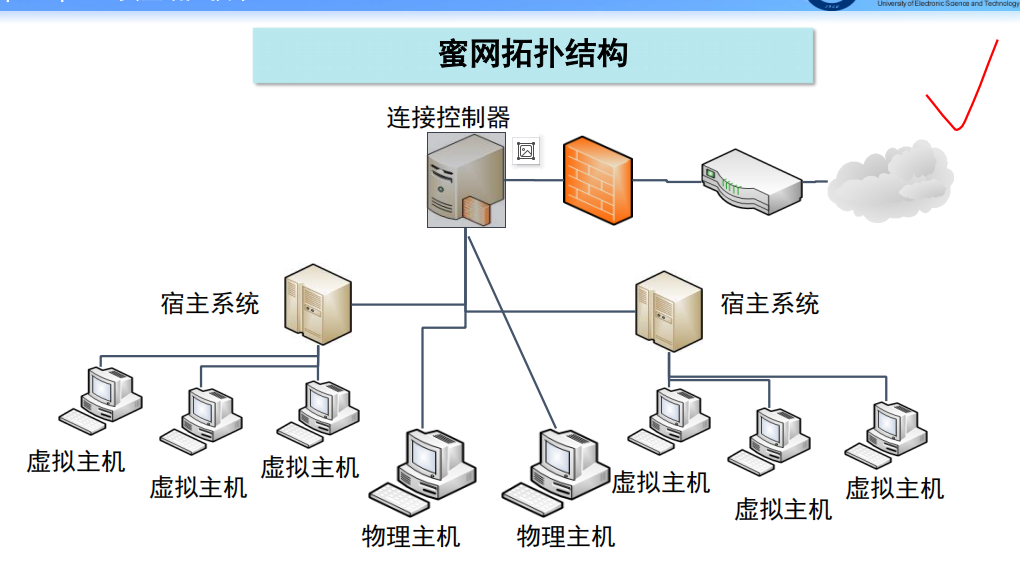 University of Electronic Science and Technology
蜜网拓扑结构
连接控制器
宿主系统
宿主系统
虚拟主机
虚拟主机
虚拟主机
物理主机
物理主机
虚拟主机
虚拟主机
虚拟主机